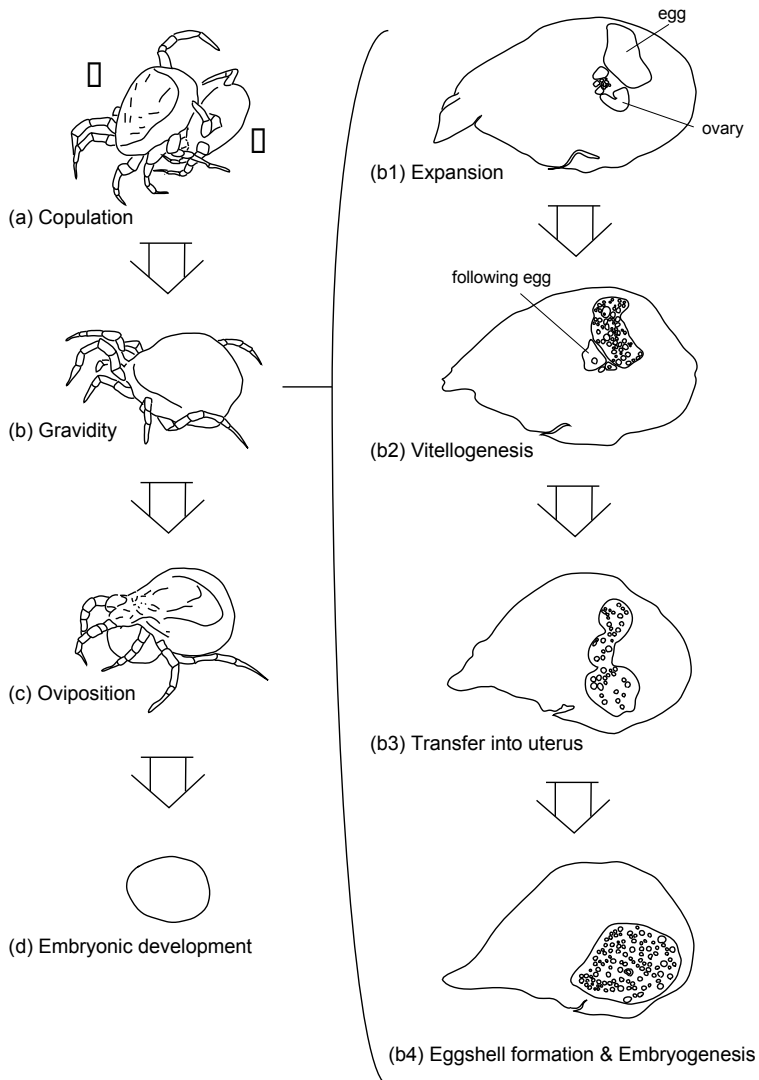 (a) Copulation
(b) Gravidity
(c) Oviposition
(d) Embryonic development
egg
ovary
(b1) Expansion
following egg
(b2) Vitellogenesis
(b3) Transfer into uterus
(b4) Eggshell formation & Embryogenesis